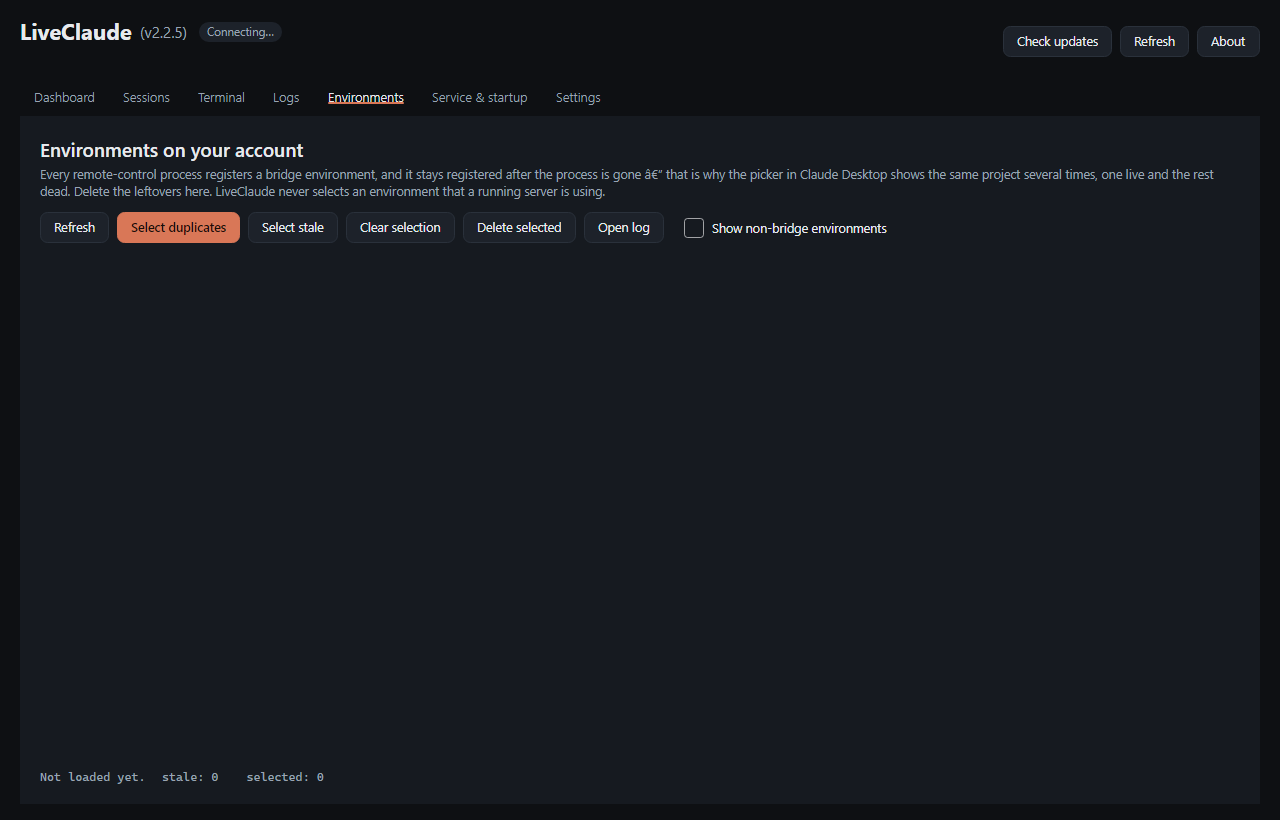 LiveClaude (v2.2.5) Connecting...
Check updates Refresh About
Dashboard Sessions Terminal Logs Environments Service & startup Settings
Environments on your account
Every remote-control process registers a bridge environment, and it stays registered after the process is gone â€" that is why the picker in Claude Desktop shows the same project several times, one live and the rest
dead. Delete the leftovers here. LiveClaude never selects an environment that a running server is using.
Refresh Select duplicates Select stale Clear selection Delete selected Open log Show non-bridge environments
Not loaded yet. stale: 0 selected: 0